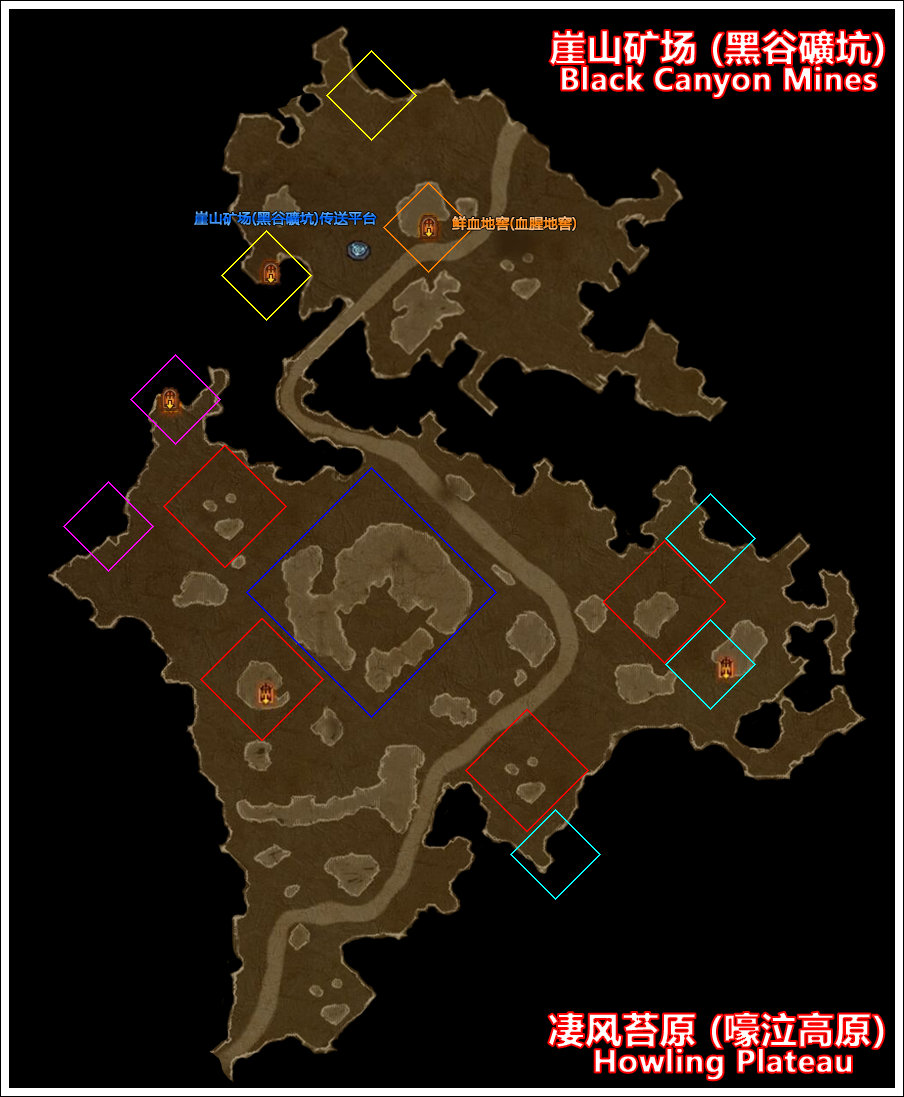 崖山矿场 (黑谷礦坑)
Black Canyon Mines
崖山矿场(黑谷礦坑)传送平台
鲜血地窖(血腥地窖)
凄风苔原 (嚎泣高原)
Howling Plateau